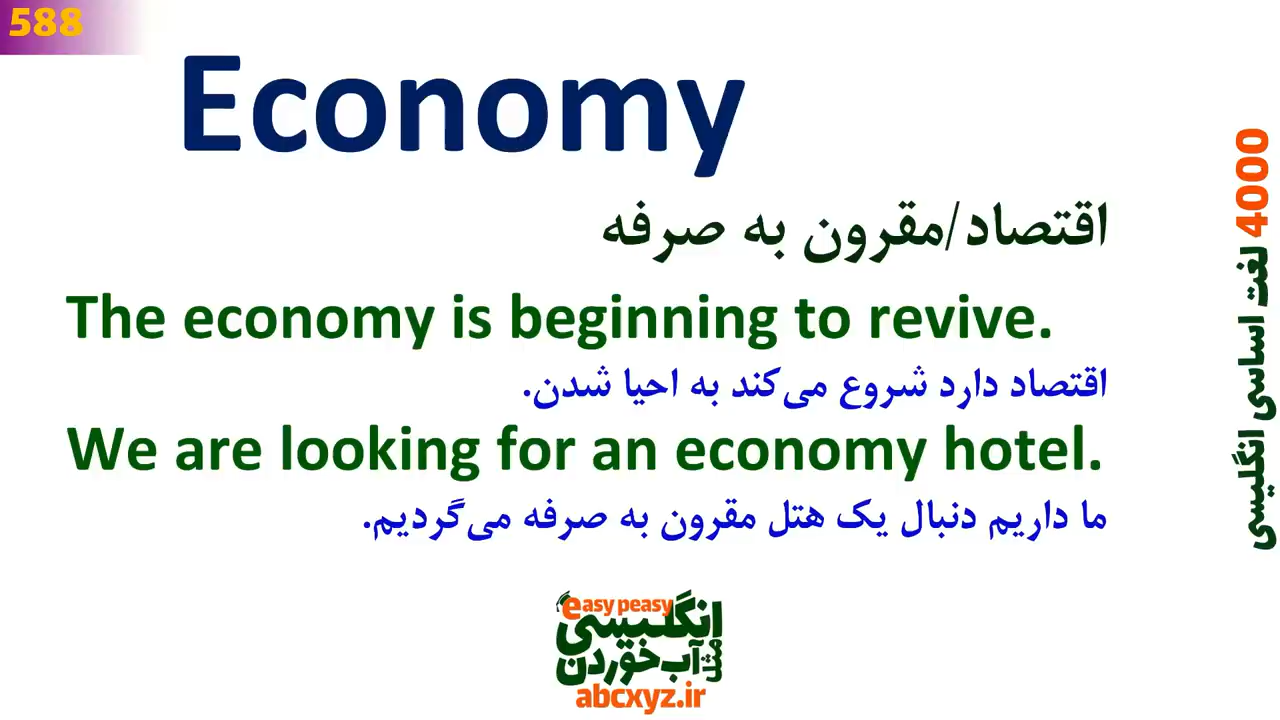 588
Economy
اقتصاد/مقرون به صرفه
The economy is beginning to revive.
اقتصاد دارد شروع می‌کند به احیا شدن.
We are looking for an economy hotel.
ما داریم دنبال یک هتل مقرون به صرفه می‌گردیم.
4000 لغت اساسی انگلیسی
easy peasy
انگلیسی
مثل آب خوردن
abcxyz.ir